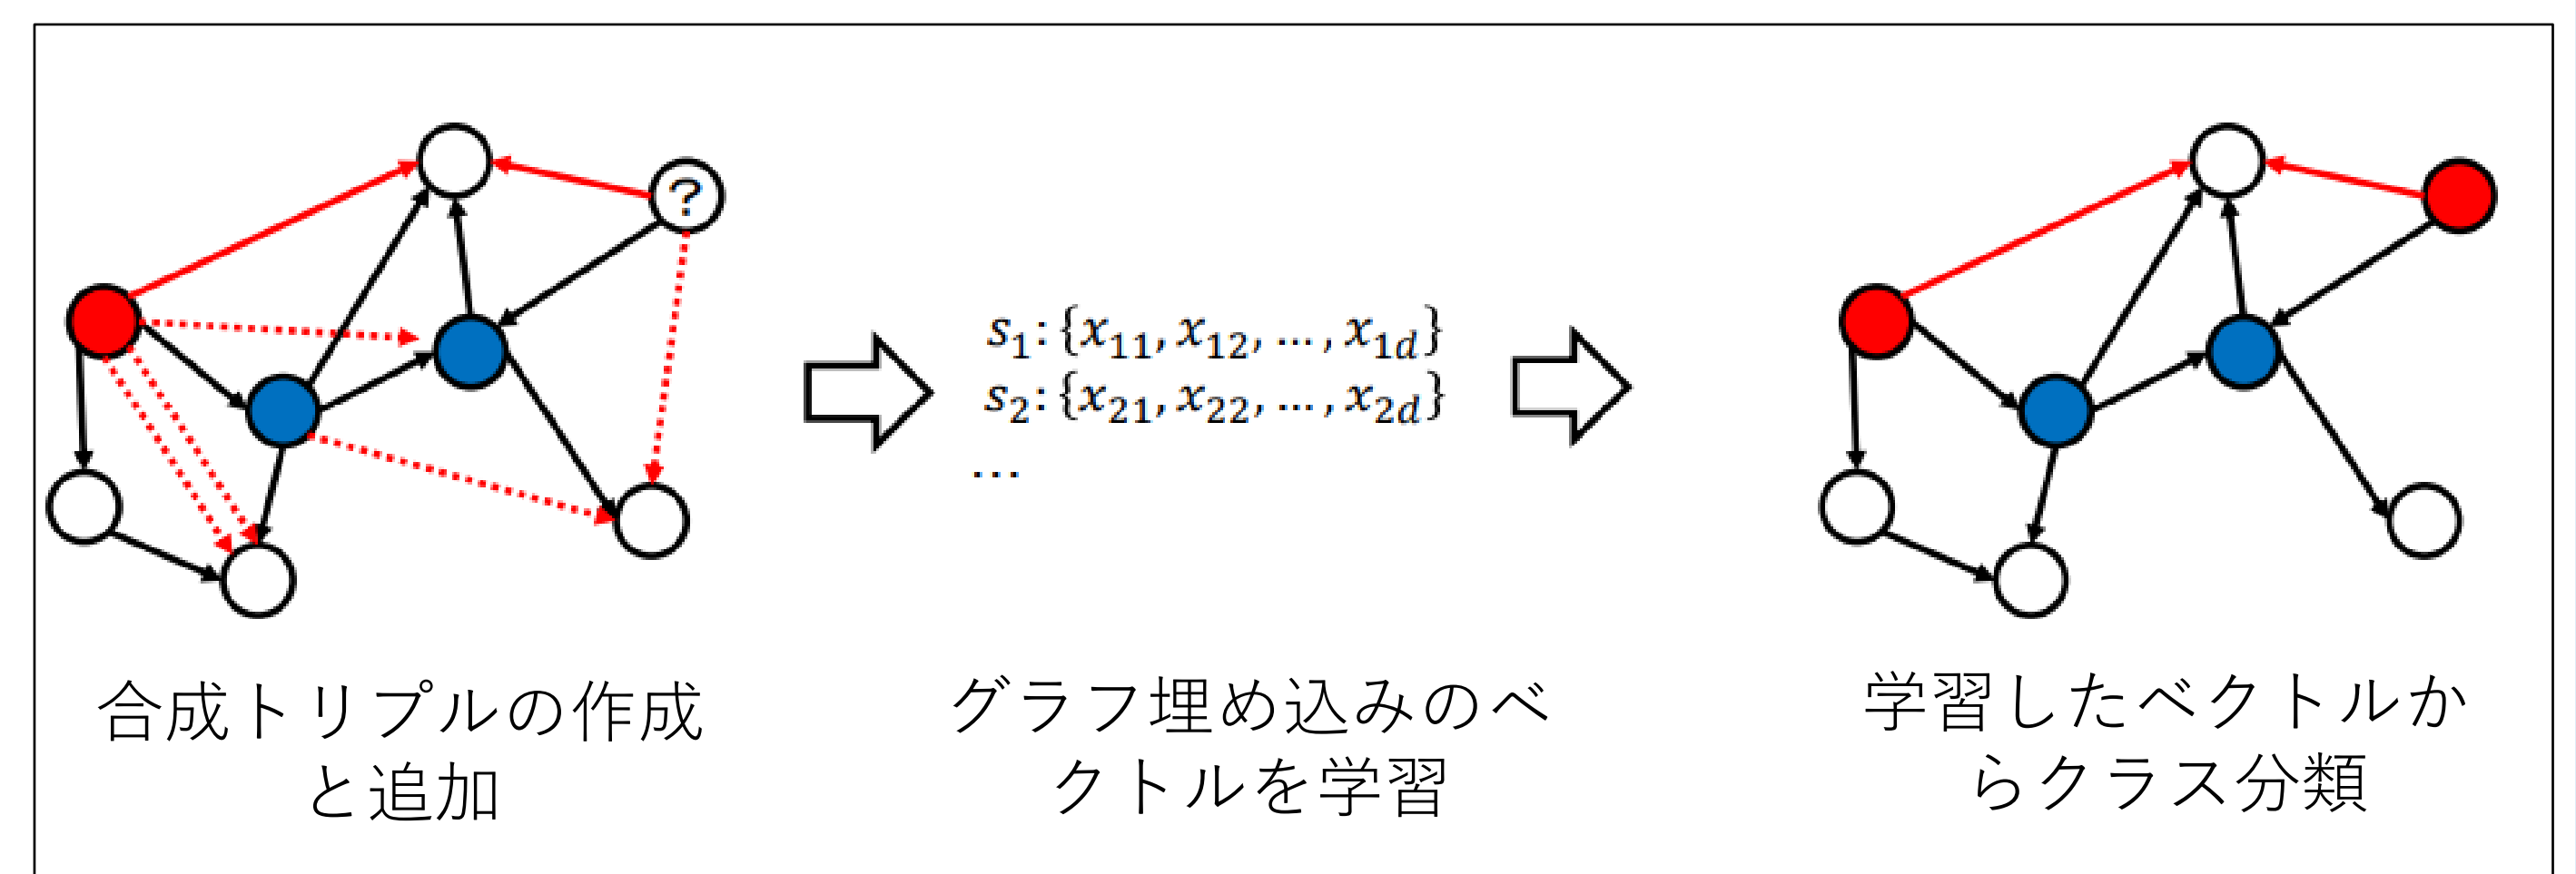 ?
s₁: {x₁₁, x₁₂, … , x₁d}
s₂: {x₂₁, x₂₂, … , x₂d}
…
合成トリプルの作成
と追加
グラフ埋め込みのベ
クトルを学習
学習したベクトルか
らクラス分類